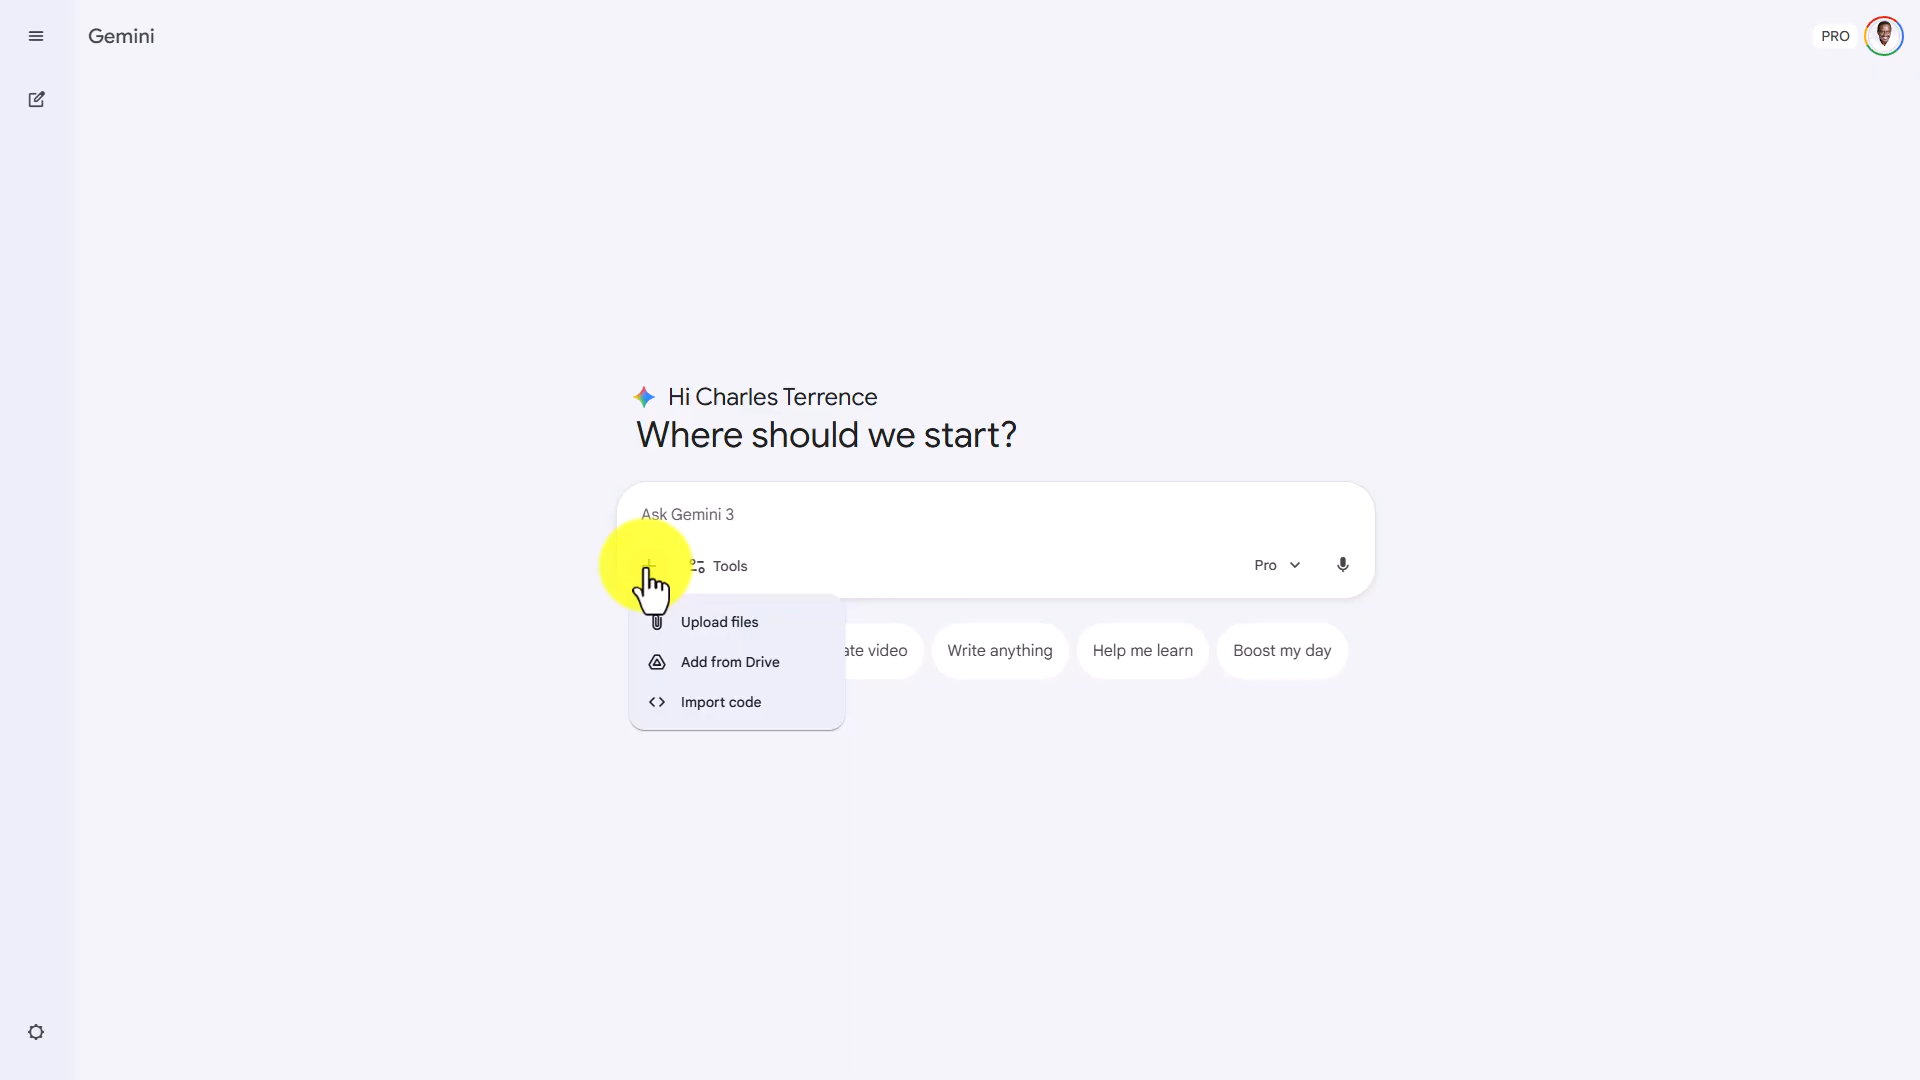 Gemini
PRO
Hi Charles Terrence
Where should we start?
Ask Gemini 3
Tools
Pro
Upload files
Add from Drive
Import code
ate video
Write anything
Help me learn
Boost my day